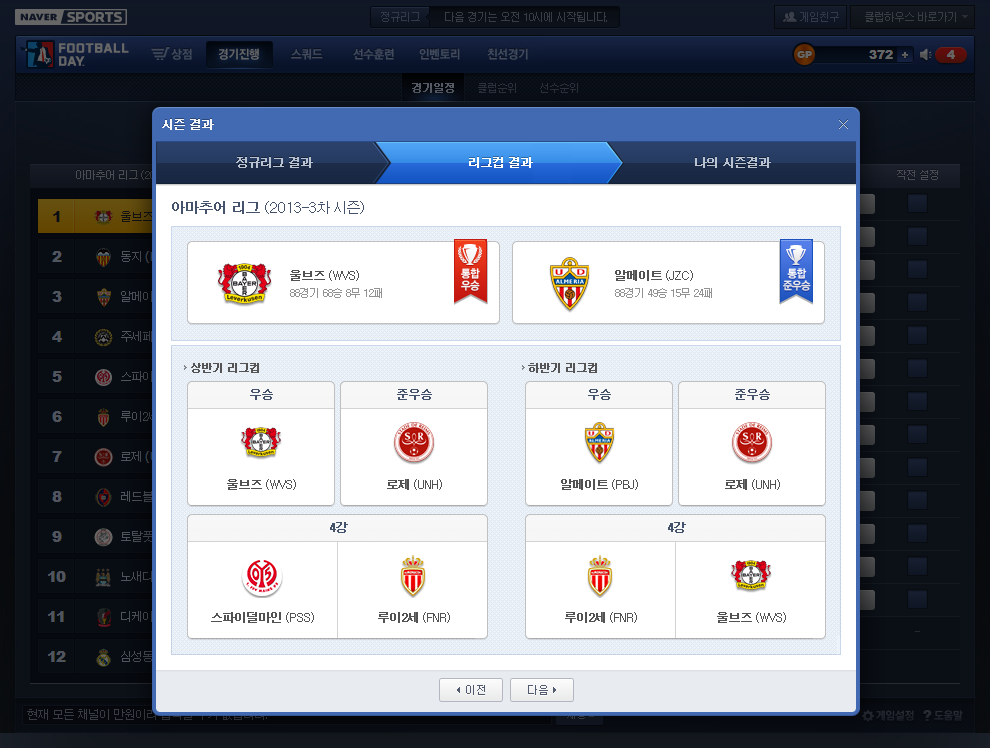 NAVER SPORTS
정규리그 다음 경기는 오전 10시에 시작됩니다.
게임친구 클럽하우스 바로가기
FOOTBALL DAY.
상점 경기진행 스쿼드 선수훈련 인벤토리 친선경기
GP 372 + 4
경기일정 클럽순위 선수순위
시즌 결과
정규리그 결과 리그컵 결과 나의 시즌결과
아마추어 리그 (2013-3차 시즌)
울브즈 (WVS)
88경기 68승 8무 12패
통합 우승
알메이트 (JZC)
88경기 49승 15무 24패
통합 준우승
상반기 리그컵
우승 준우승
울브즈 (WVS) 로제 (UNH)
4강
스파이덜마인 (PSS) 루이2세 (FNR)
하반기 리그컵
우승 준우승
알메이트 (PBJ) 로제 (UNH)
4강
루이2세 (FNR) 울브즈 (WVS)
이전 다음
아마추어 리그 (20
작전 설정
1 울브즈
2 동지 (
3 알메이
4 주세페
5 스파이
6 루이2세
7 로제 (
8 레드불
9 토탈풋
10 노새디
11 디케이
12 심성동
현재 모든 채널이 만원이라
게임설정 ? 도움말